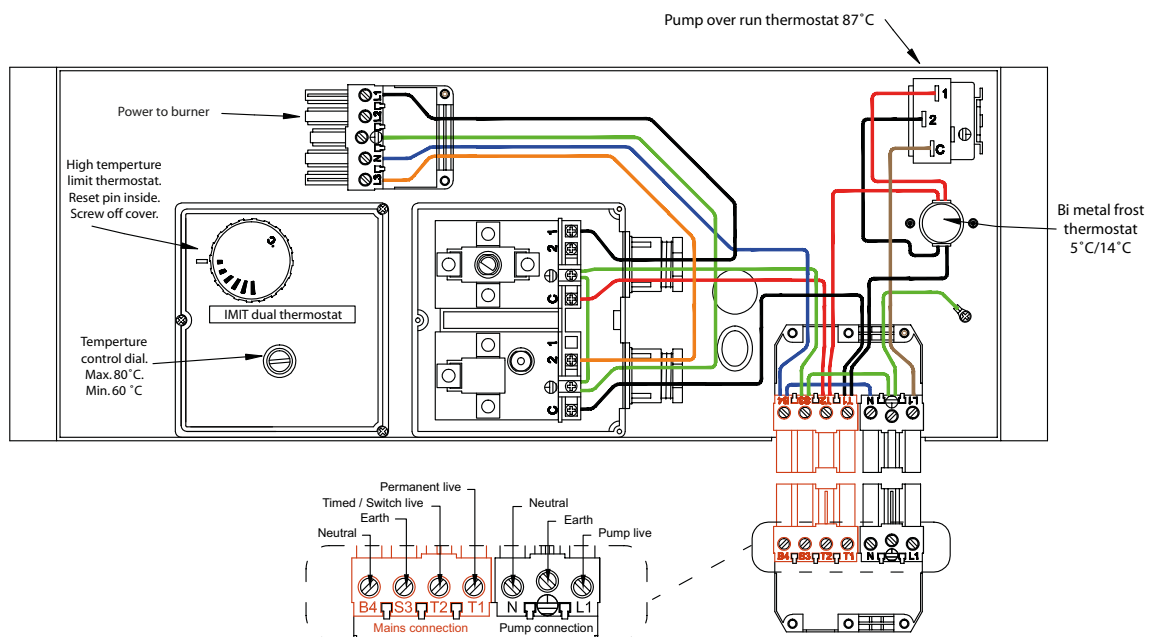 Pump over run thermostat 87˚C
Power to burner
L1
L2
N
L3
1
2
C
High temperture
limit thermostat.
Reset pin inside.
Screw off cover.
IMIT dual thermostat
Temperture
control dial.
Max. 80˚C.
Min. 60 ˚C
1
2
C
1
2
C
Bi metal frost
thermostat
5˚C/14˚C
B4 S3 T2 T1 N L1
B4 S3 T2 T1 N L1
Permanent live
Timed / Switch live
Earth
Neutral
Neutral
Earth
Pump live
B4 S3 T2 T1 N L1
Mains connection
Pump connection